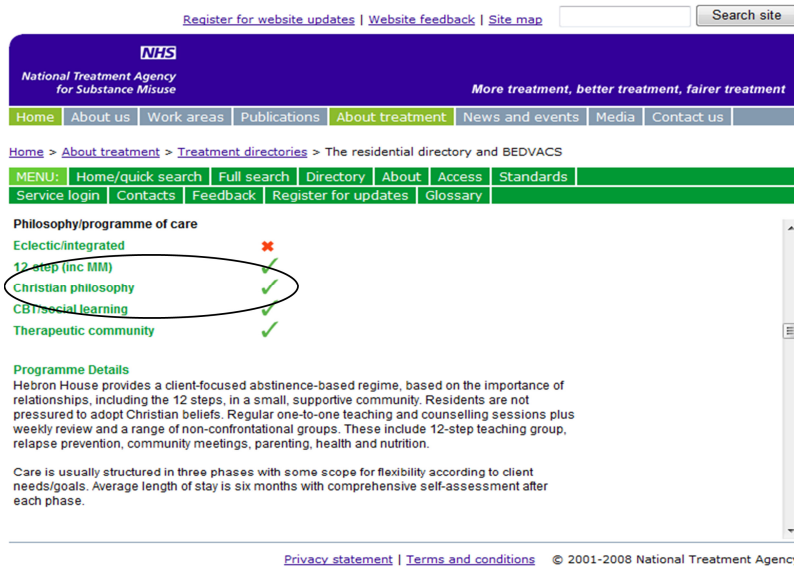 Register for website updates | Website feedback | Site map Search site
NHS
National Treatment Agency
for Substance Misuse
More treatment, better treatment, fairer treatment
Home About us Work areas Publications About treatment News and events Media Contact us
Home > About treatment > Treatment directories > The residential directory and BEDVACS
MENU: Home/quick search Full search Directory About Access Standards
Service login Contacts Feedback Register for updates Glossary
Philosophy/programme of care
Eclectic/integrated
12-step (inc MM)
Christian philosophy
CBT/social learning
Therapeutic community
Programme Details
Hebron House provides a client-focused abstinence-based regime, based on the importance of
relationships, including the 12 steps, in a small, supportive community. Residents are not
pressured to adopt Christian beliefs. Regular one-to-one teaching and counselling sessions plus
weekly review and a range of non-confrontational groups. These include 12-step teaching group,
relapse prevention, community meetings, parenting, health and nutrition.
Care is usually structured in three phases with some scope for flexibility according to client
needs/goals. Average length of stay is six months with comprehensive self-assessment after
each phase.
Privacy statement | Terms and conditions © 2001-2008 National Treatment Agency